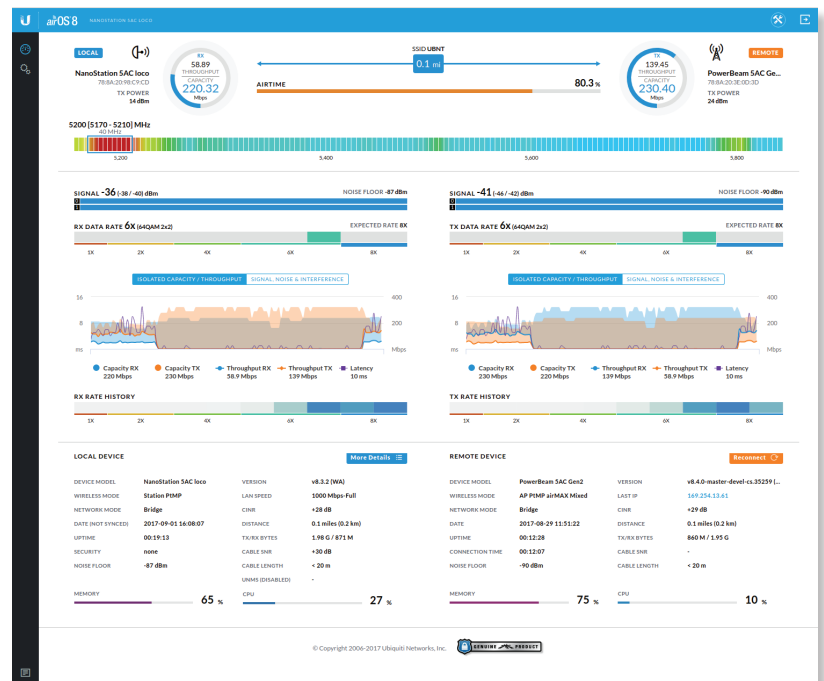 U airOS 8 NANOSTATION 5AC LOCO
LOCAL
NanoStation 5AC loco
78:8A:20:98:C9:CD
TX POWER
14 dBm
RX
58.89
THROUGHPUT
CAPACITY
220.32
Mbps
SSID UBNT
0.1 mi
AIRTIME 80.3 %
TX
139.45
THROUGHPUT
CAPACITY
230.40
Mbps
REMOTE
PowerBeam 5AC Ge...
78:8A:20:3E:0D:3D
TX POWER
24 dBm
5200 [5170 - 5210] MHz
40 MHz
5,200 5,400 5,600 5,800
SIGNAL -36 (-38 / -40) dBm NOISE FLOOR -87 dBm
0
1
RX DATA RATE 6X (64QAM 2x2) EXPECTED RATE 8X
1X 2X 4X 6X 8X
ISOLATED CAPACITY / THROUGHPUT SIGNAL, NOISE & INTERFERENCE
16 400
8 200
ms Mbps
Capacity RX Capacity TX Throughput RX Throughput TX Latency
220 Mbps 230 Mbps 58.9 Mbps 139 Mbps 10 ms
RX RATE HISTORY
1X 2X 4X 6X 8X
SIGNAL -41 (-46 / -42) dBm NOISE FLOOR -90 dBm
0
1
TX DATA RATE 6X (64QAM 2x2) EXPECTED RATE 8X
1X 2X 4X 6X 8X
ISOLATED CAPACITY / THROUGHPUT SIGNAL, NOISE & INTERFERENCE
16 400
8 200
ms Mbps
Capacity RX Capacity TX Throughput RX Throughput TX Latency
230 Mbps 220 Mbps 139 Mbps 58.9 Mbps 10 ms
TX RATE HISTORY
1X 2X 4X 6X 8X
LOCAL DEVICE More Details
DEVICE MODEL NanoStation 5AC loco VERSION v8.3.2 (WA)
WIRELESS MODE Station PtMP LAN SPEED 1000 Mbps-Full
NETWORK MODE Bridge CINR +28 dB
DATE (NOT SYNCED) 2017-09-01 16:08:07 DISTANCE 0.1 miles (0.2 km)
UPTIME 00:19:13 TX/RX BYTES 1.98 G / 871 M
SECURITY none CABLE SNR +30 dB
NOISE FLOOR -87 dBm CABLE LENGTH < 20 m
UNMS (DISABLED) -
MEMORY 65 % CPU 27 %
REMOTE DEVICE Reconnect
DEVICE MODEL PowerBeam 5AC Gen2 VERSION v8.4.0-master-devel-cs.35259 (...
WIRELESS MODE AP PtMP airMAX Mixed LAST IP 169.254.13.61
NETWORK MODE Bridge CINR +29 dB
DATE 2017-08-29 11:51:22 DISTANCE 0.1 miles (0.2 km)
UPTIME 00:12:28 TX/RX BYTES 860 M / 1.95 G
CONNECTION TIME 00:12:07 CABLE SNR -
NOISE FLOOR -90 dBm CABLE LENGTH < 20 m
MEMORY 75 % CPU 10 %
© Copyright 2006-2017 Ubiquiti Networks, Inc. GENUINE PRODUCT